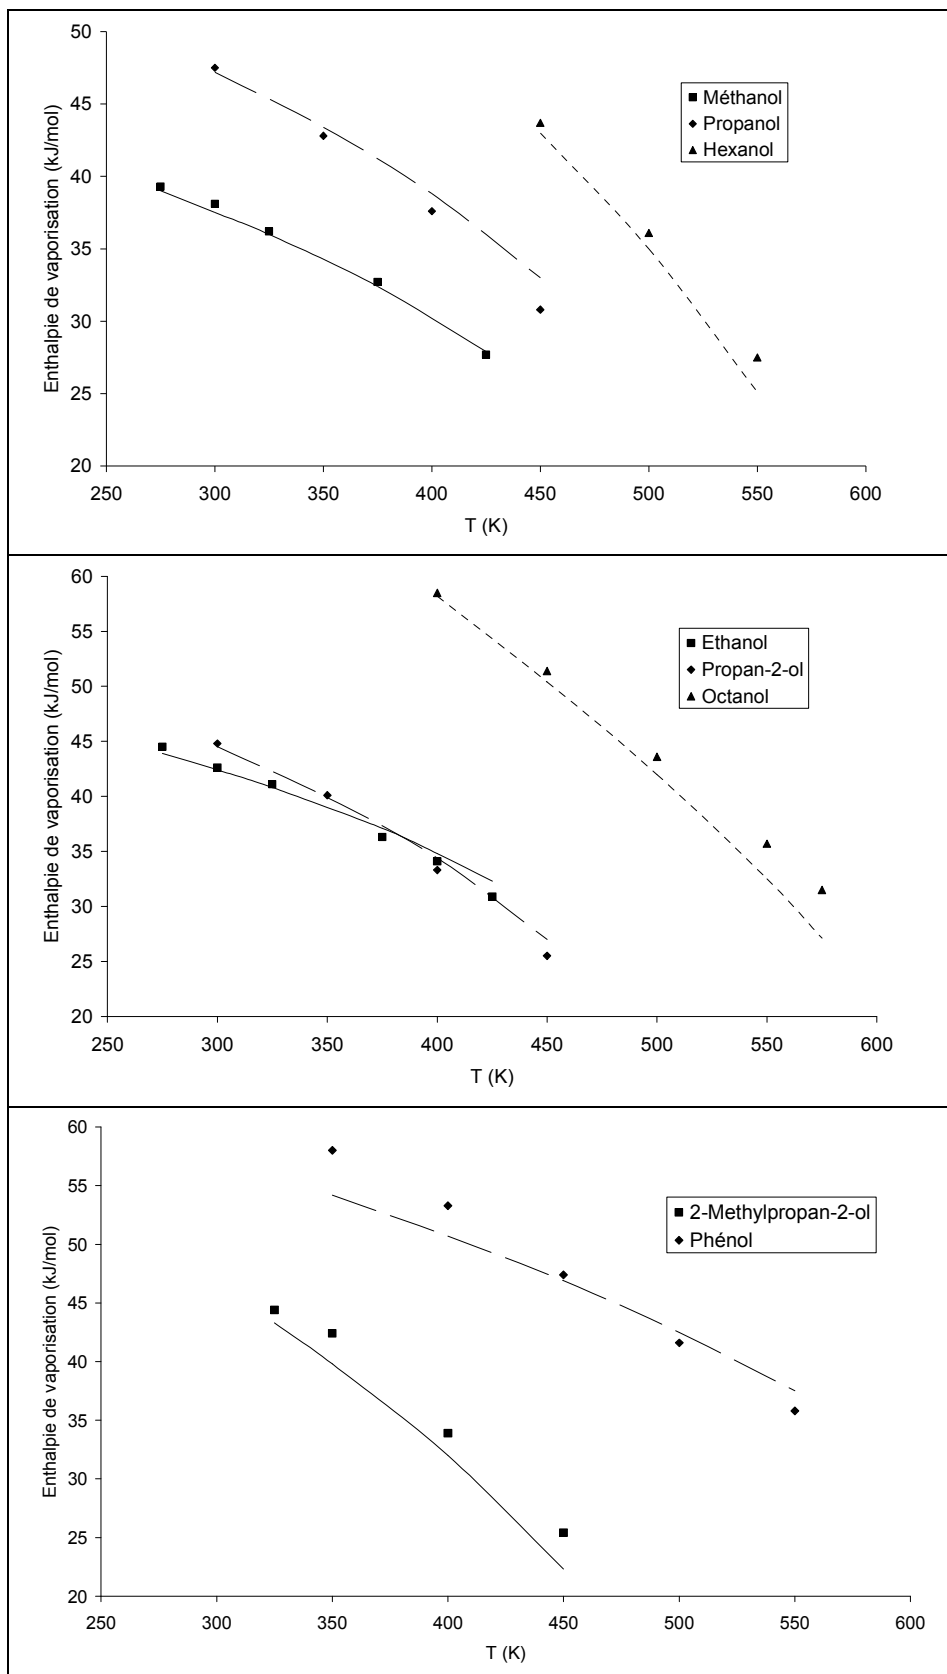 50
45
40
35
30
25
20
Enthalpie de vaporisation (kJ/mol)
Méthanol
Propanol
Hexanol
250 300 350 400 450 500 550 600
T (K)
60
55
50
45
40
35
30
25
20
Enthalpie de vaporisation (kJ/mol)
Ethanol
Propan-2-ol
Octanol
250 300 350 400 450 500 550 600
T (K)
60
55
50
45
40
35
30
25
20
Enthalpie de vaporisation (kJ/mol)
2-Methylpropan-2-ol
Phénol
250 300 350 400 450 500 550 600
T (K)